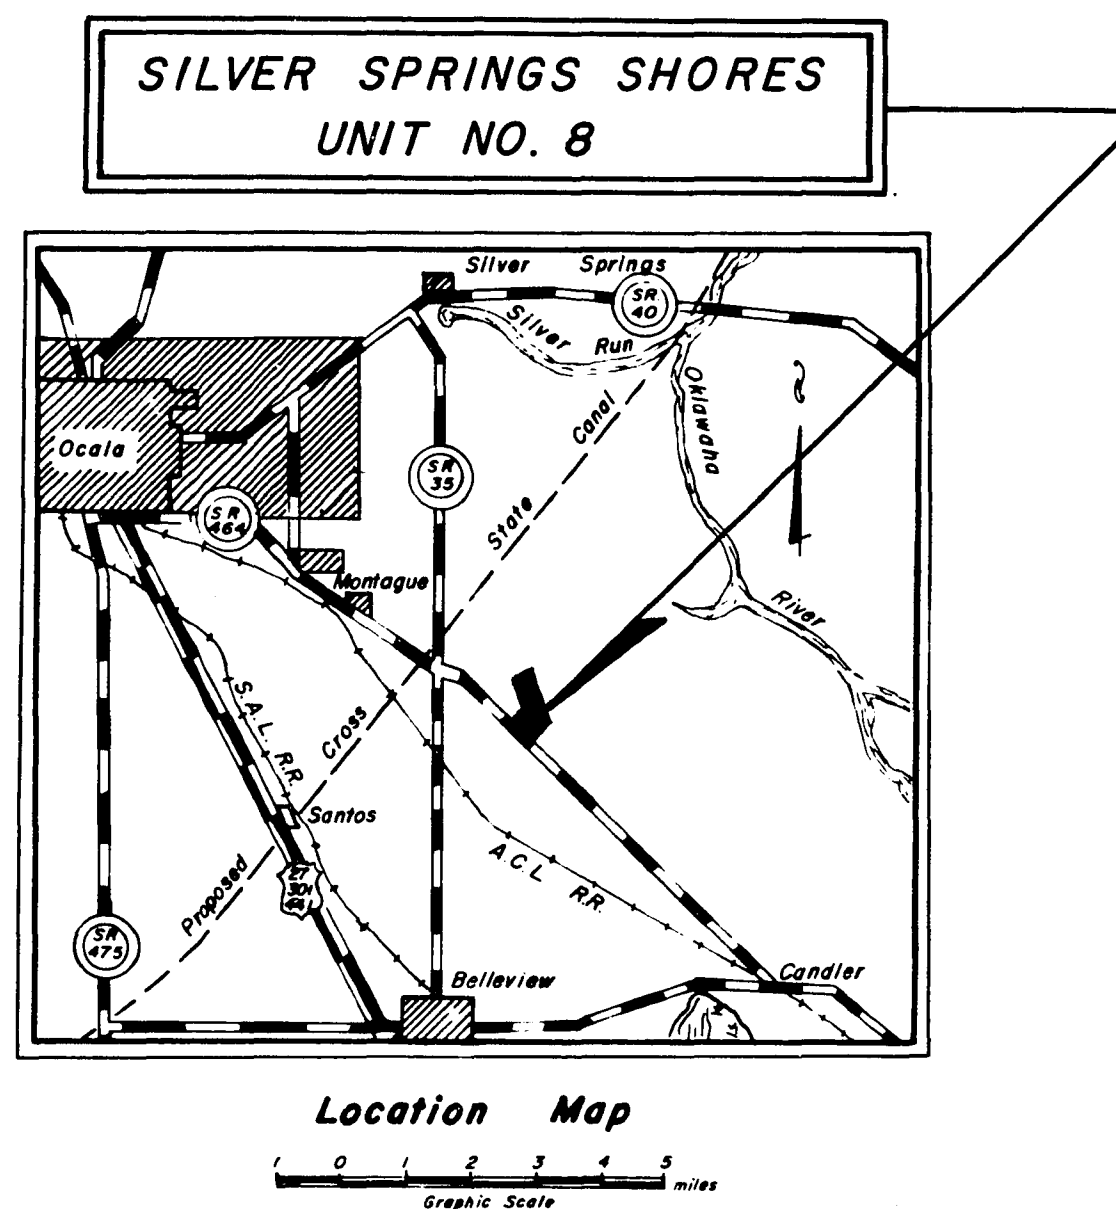 SILVER SPRINGS SHORES
UNIT NO. 8
Silver Springs
SR
40
Silver Run
Oklawaha
River
Ocala
SR
35
SR
464
Canal
State
Cross
Proposed
Montague
S.A.L. R.R.
Santos
27
301
441
A.C.L. R.R.
SR
475
Belleview
Candler
Location Map
1 0 1 2 3 4 5 miles
Graphic Scale